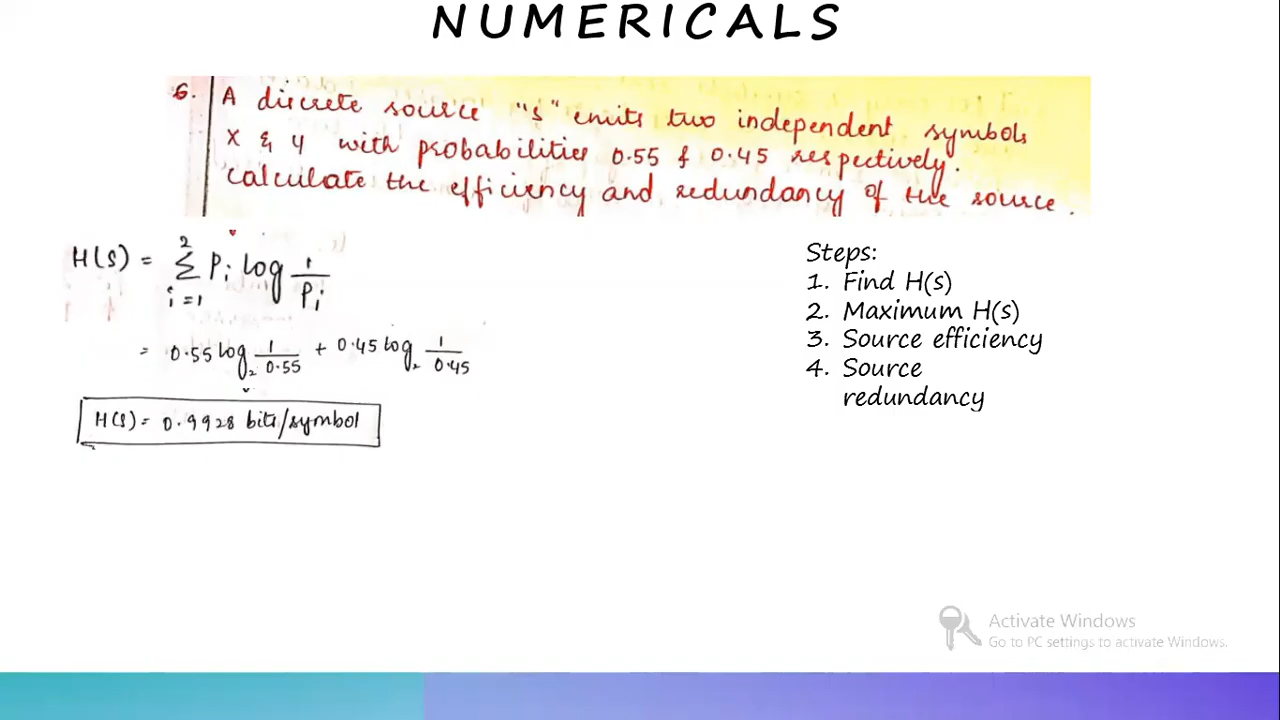 NUMERICALS
6. A discrete source "s" emits two independent symbols
X & Y with probabilities 0.55 & 0.45 respectively.
calculate the efficiency and redundancy of the source.
H(S) = 2 Σ i=1 Pi log 1/Pi
= 0.55 log2 1/0.55 + 0.45 log2 1/0.45
H(S) = 0.9928 bits/symbol
Steps:
1. Find H(s)
2. Maximum H(s)
3. Source efficiency
4. Source
redundancy
Activate Windows
Go to PC settings to activate Windows.